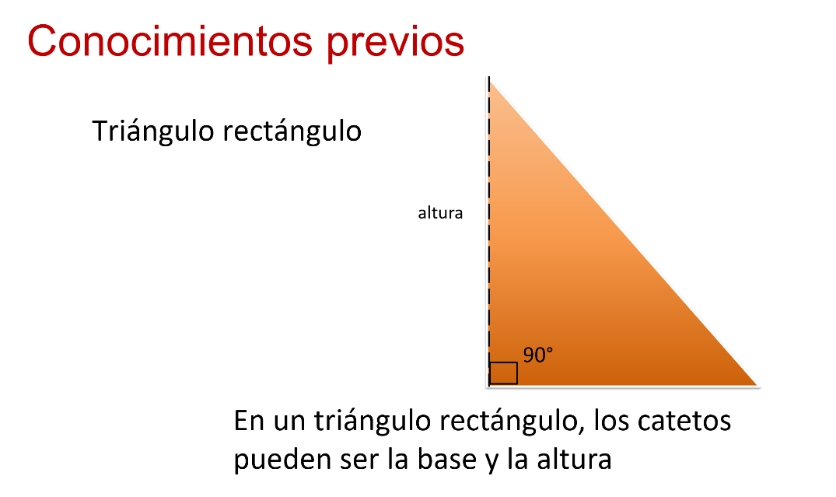 Conocimientos previos
Triángulo rectángulo
altura
90°
En un triángulo rectángulo, los catetos
pueden ser la base y la altura